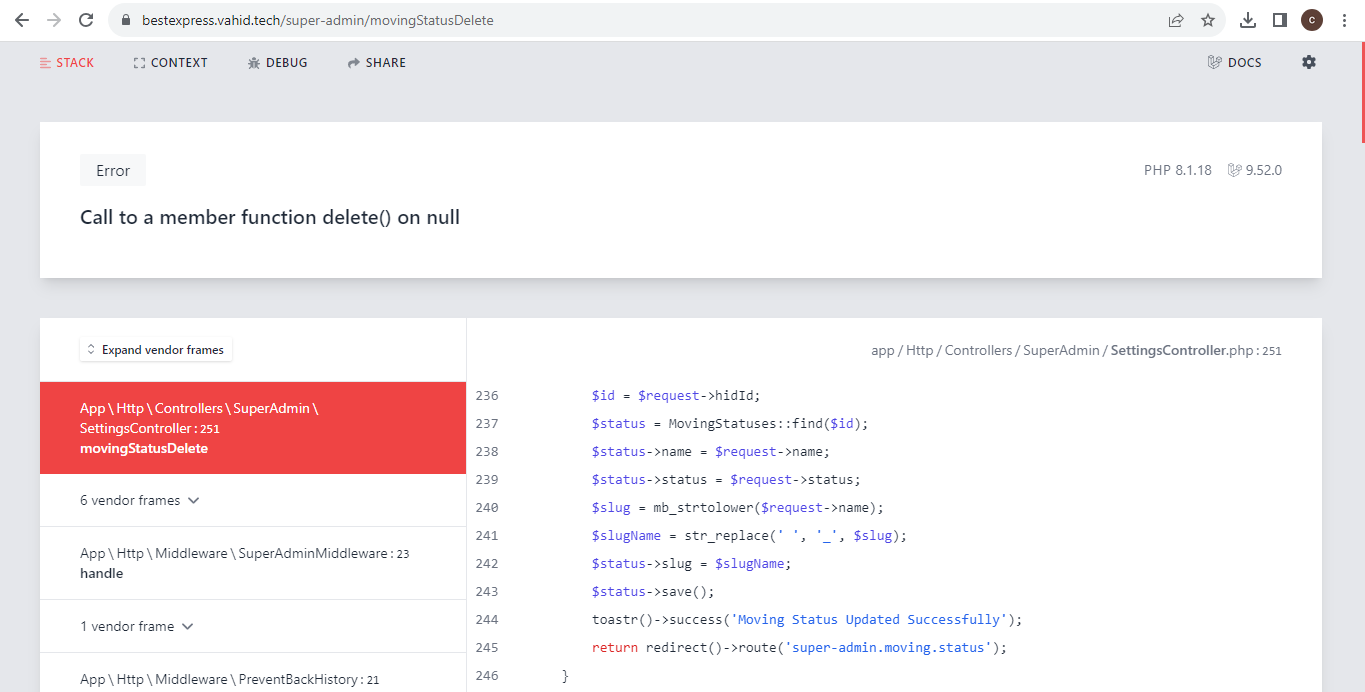 bestexpress.vahid.tech/super-admin/movingStatusDelete
C
STACK
CONTEXT
DEBUG
SHARE
DOCS
Error
PHP 8.1.18
9.52.0
Call to a member function delete() on null
Expand vendor frames
App \ Http \ Controllers \ SuperAdmin \
SettingsController : 251
movingStatusDelete
6 vendor frames
App \ Http \ Middleware \ SuperAdminMiddleware : 23
handle
1 vendor frame
App \ Http \ Middleware \ PreventBackHistory : 21
app / Http / Controllers / SuperAdmin / SettingsController.php : 251
236 $id = $request->hidId;
237 $status = MovingStatuses::find($id);
238 $status->name = $request->name;
239 $status->status = $request->status;
240 $slug = mb_strtolower($request->name);
241 $slugName = str_replace(' ', '_', $slug);
242 $status->slug = $slugName;
243 $status->save();
244 toastr()->success('Moving Status Updated Successfully');
245 return redirect()->route('super-admin.moving.status');
246 }